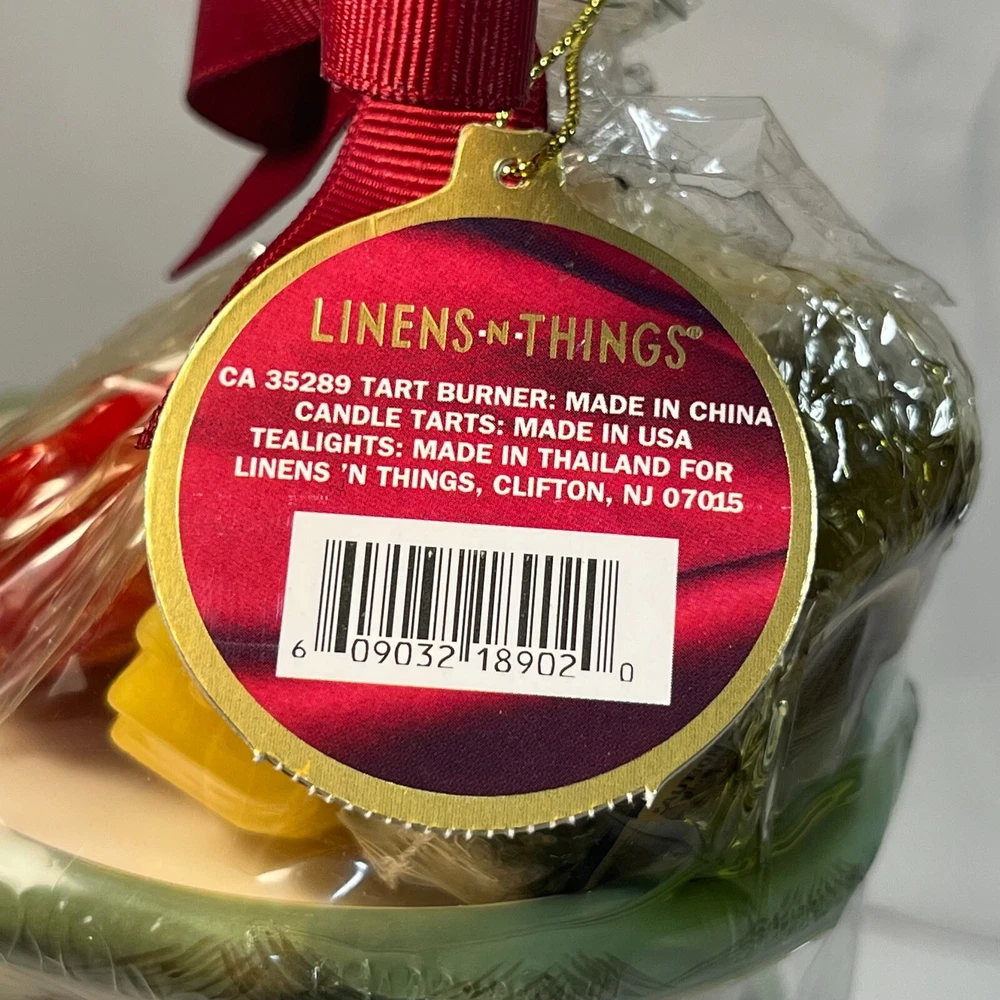 LINENS·N·THINGS®
CA 35289 TART BURNER: MADE IN CHINA
CANDLE TARTS: MADE IN USA
TEALIGHTS: MADE IN THAILAND FOR
LINENS 'N THINGS, CLIFTON, NJ 07015
6 09032 18902 0